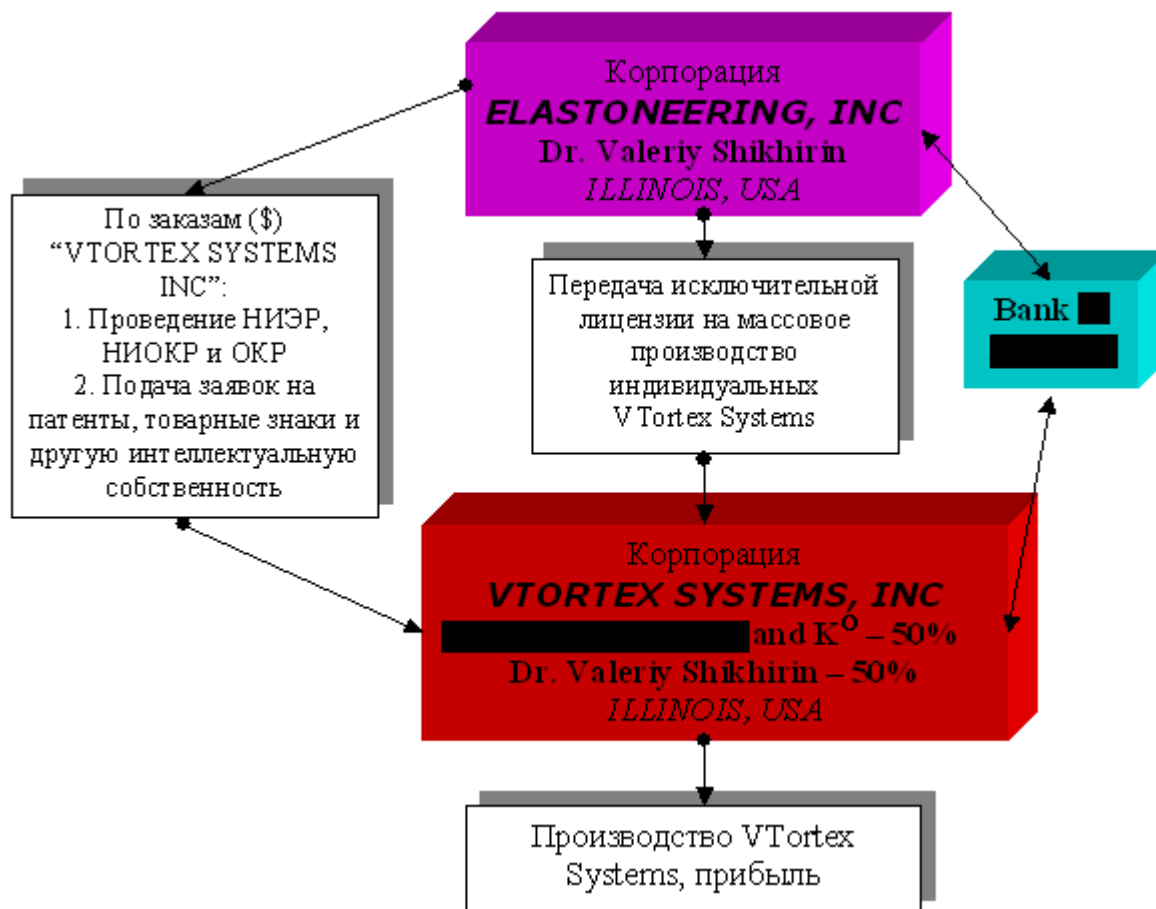 Корпорация
ELASTONEERING, INC
Dr. Valeriy Shikhirin
ILLINOIS, USA
По заказам ($)
“VTORTEX SYSTEMS
INC”:
1. Проведение НИЭР,
НИОКР и ОКР
2. Подача заявок на
патенты, товарные знаки и
другую интеллектуальную
собственность
Передача исключительной
лицензии на массовое
производство
индивидуальных
VTortex Systems
Bank
Корпорация
VTORTEX SYSTEMS, INC
and Kº – 50%
Dr. Valeriy Shikhirin – 50%
ILLINOIS, USA
Производство VTortex
Systems, прибыль